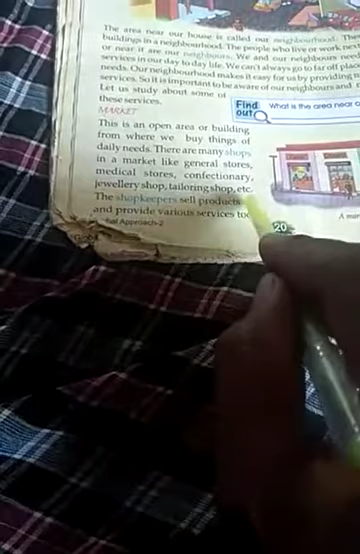 The area near our house is called our neighbourhood. The
buildings in a neighbourhood. The people who live or work near
or near it are our neighbours. We and our neighbours need
services in our day to day life. We can't always go to far off place
needs. Our neighbourhood makes it easy for us by providing
services. So it is important to be aware of our neighbours and
Let us study about some of
these services.
Find out
What is the area near
MARKET
This is an open area or building
from where we buy things of
daily needs. There are many shops
in a market like general stores,
medical stores, confectionary,
jewellery shop, tailoring shop, etc.
The shopkeepers sell products
and provide various services to
A mar
Approach-2
20